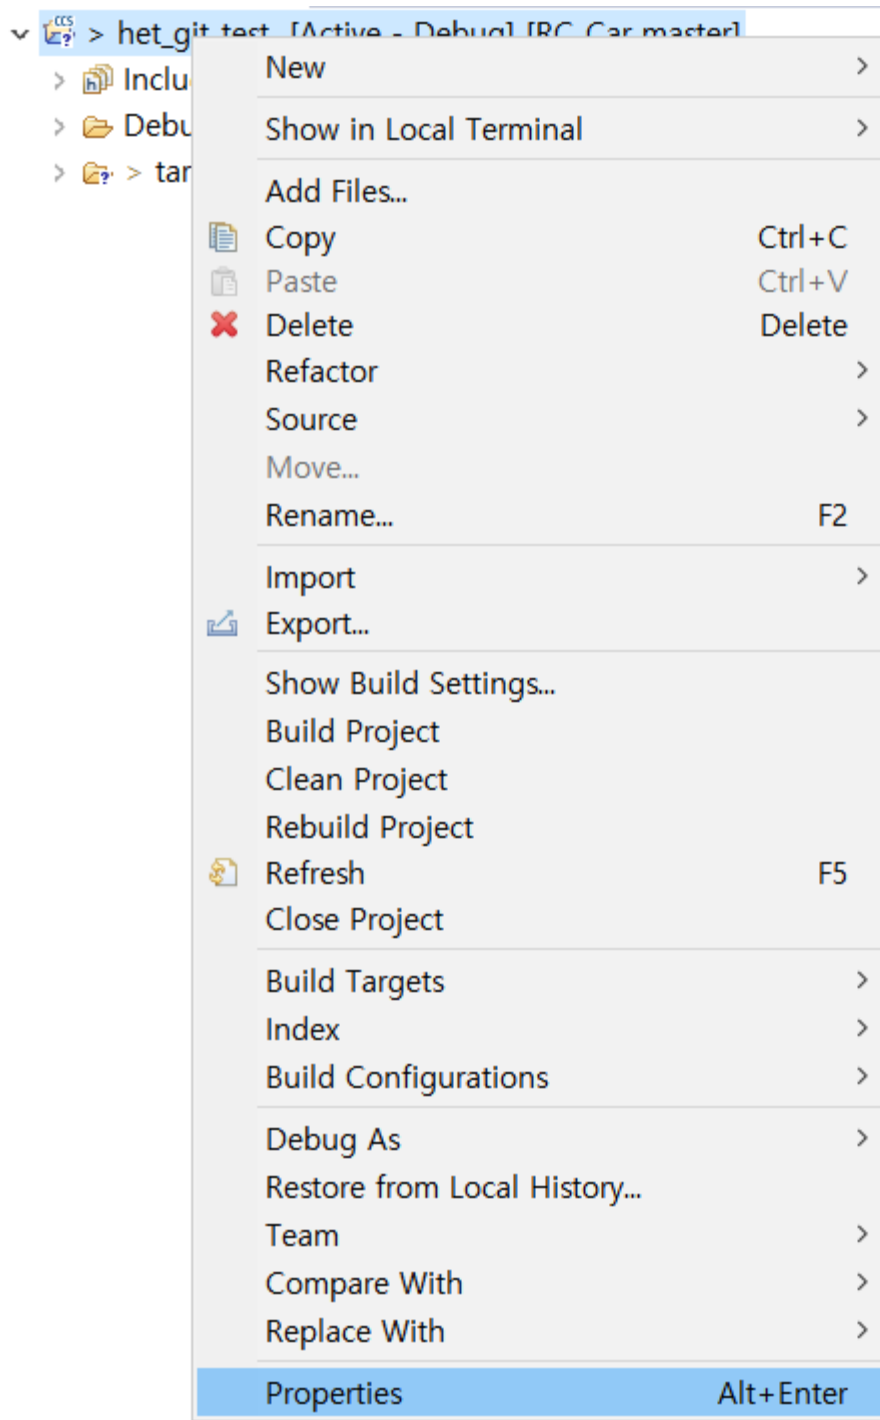 CCS > het_git_test [Active - Debug] [RC_Car master]
Inclu
Debu
> tar
New
Show in Local Terminal
Add Files...
Copy Ctrl+C
Paste Ctrl+V
Delete Delete
Refactor
Source
Move...
Rename... F2
Import
Export...
Show Build Settings...
Build Project
Clean Project
Rebuild Project
Refresh F5
Close Project
Build Targets
Index
Build Configurations
Debug As
Restore from Local History...
Team
Compare With
Replace With
Properties Alt+Enter